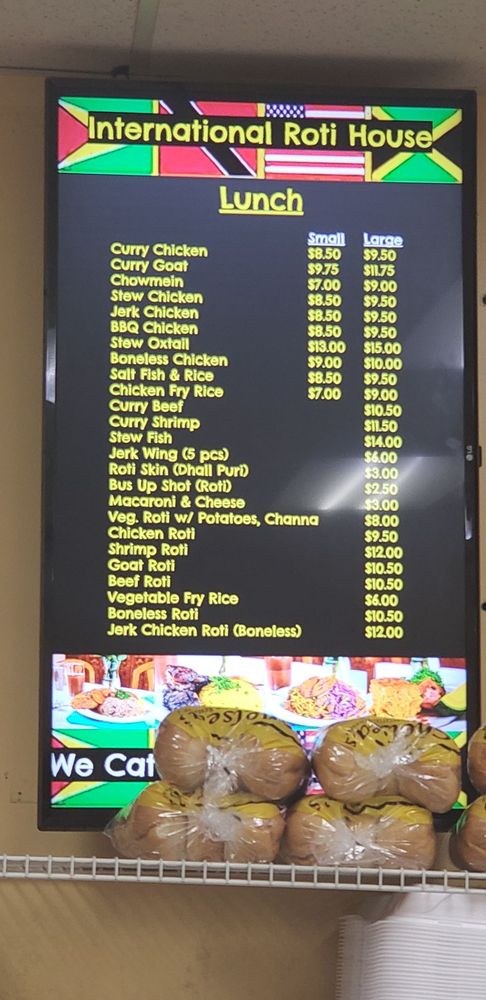 International Roti House
Lunch
Small Large
Curry Chicken $8.50 $9.50
Curry Goat $9.75 $11.75
Chowmein $7.00 $9.00
Stew Chicken $8.50 $9.50
Jerk Chicken $8.50 $9.50
BBQ Chicken $8.50 $9.50
Stew Oxtail $13.00 $15.00
Boneless Chicken $9.00 $10.00
Salt Fish & Rice $8.50 $9.50
Chicken Fry Rice $7.00 $9.00
Curry Beef $10.50
Curry Shrimp $11.50
Stew Fish $14.00
Jerk Wing (5 pcs) $6.00
Roti Skin (Dhall Puri) $3.00
Bus Up Shot (Roti) $2.50
Macaroni & Cheese $3.00
Veg. Roti w/ Potatoes, Channa $8.00
Chicken Roti $9.50
Shrimp Roti $12.00
Goat Roti $10.50
Beef Roti $10.50
Vegetable Fry Rice $6.00
Boneless Roti $10.50
Jerk Chicken Roti (Boneless) $12.00
We Cat
LG